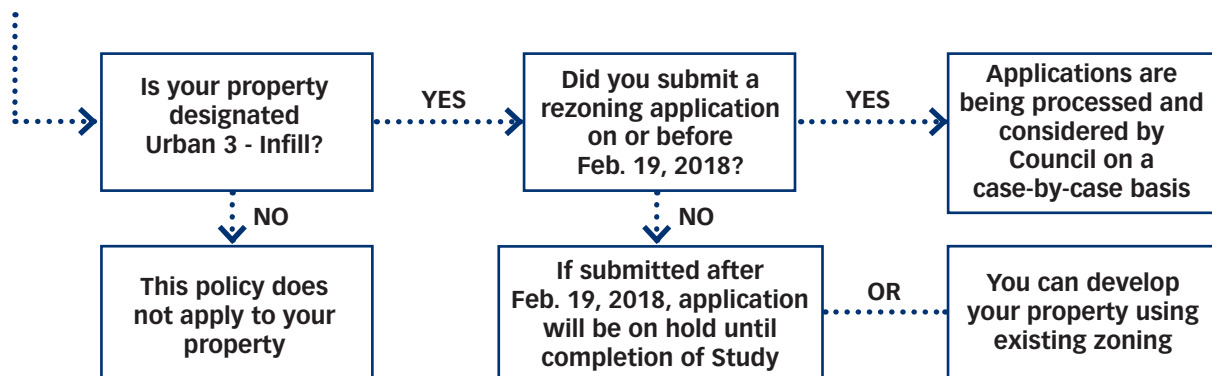 Is your property
designated
Urban 3 - Infill?
YES
Did you submit a
rezoning application
on or before
Feb. 19, 2018?
YES
Applications are
being processed and
considered by
Council on a
case-by-case basis
NO
This policy does
not apply to your
property
NO
If submitted after
Feb. 19, 2018, application
will be on hold until
completion of Study
OR
You can develop
your property using
existing zoning